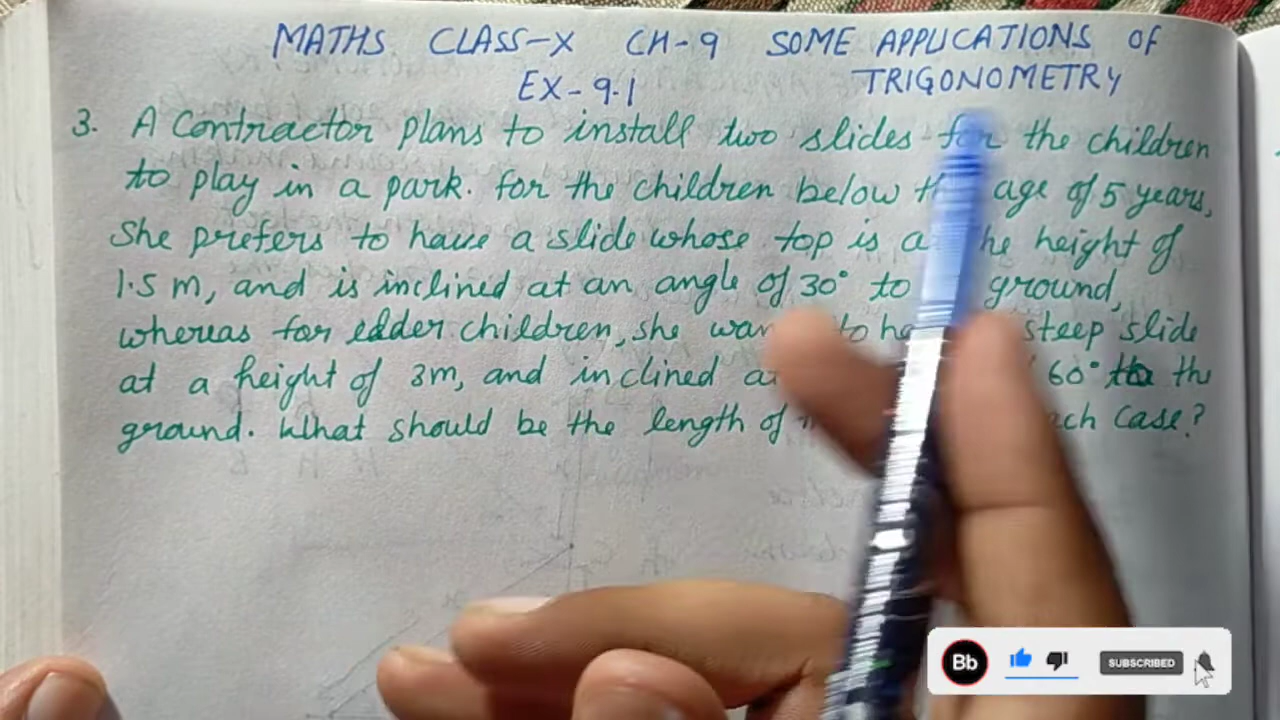 MATHS CLASS-X CH-9 SOME APPLICATIONS OF
EX-9.1 TRIGONOMETRY
3. A Contractor plans to install two slides for the children
to play in a park. for the children below age of 5 years,
She prefers to have a slide whose top is height of
1.5 m, and is inclined at an angle of 30° to ground,
whereas for elder children, she to steep slide
at a height of 3m, and inclined 60° to the
ground. What should be the length of case?
Bb SUBSCRIBED